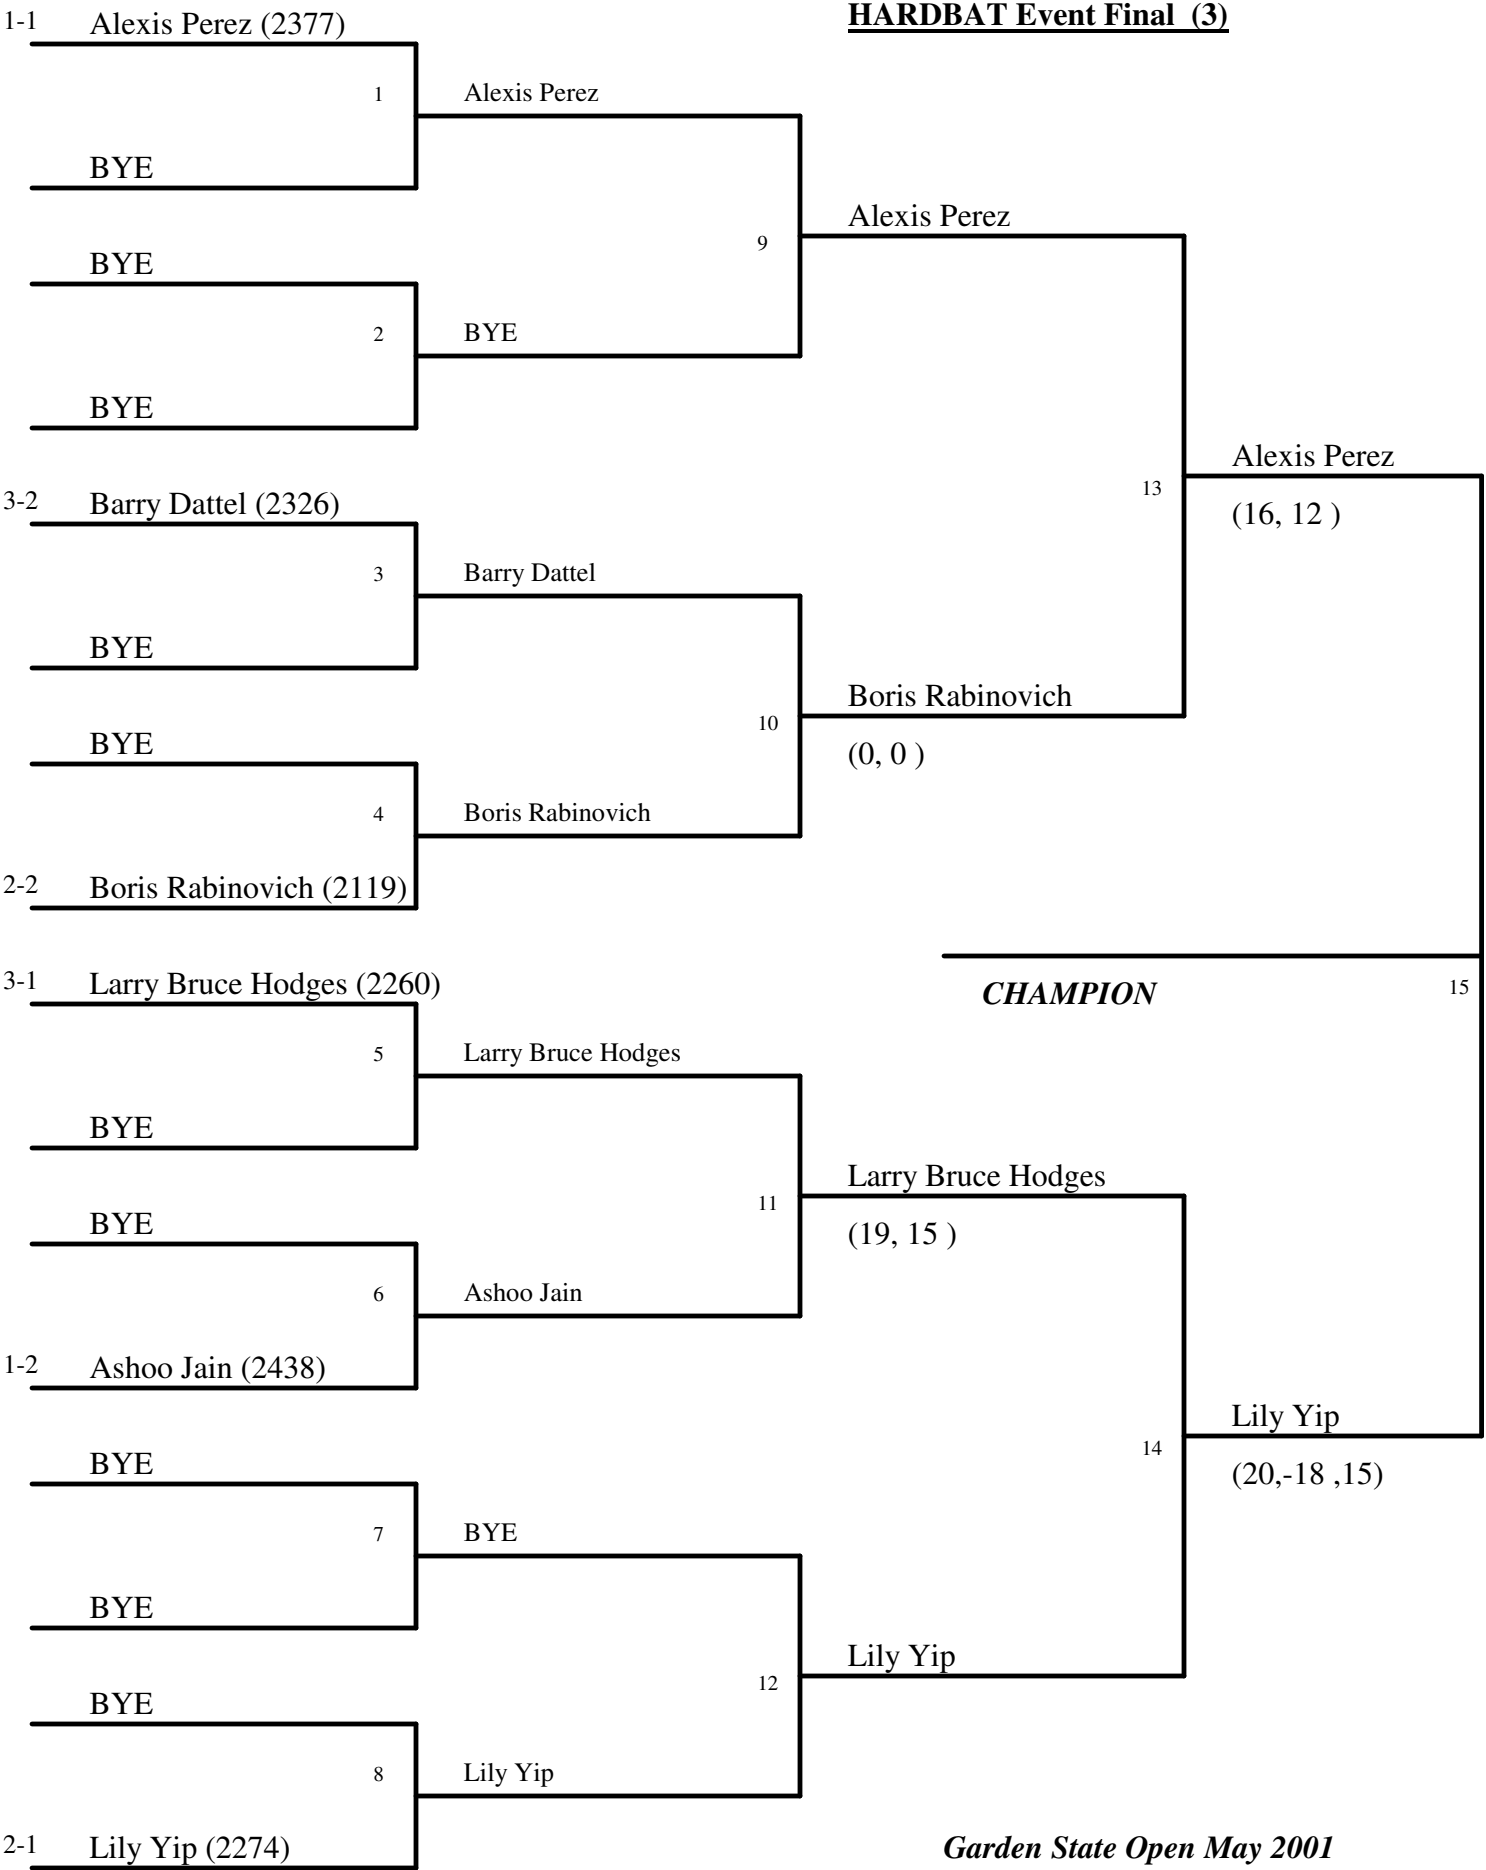 HARDBAT Event Final (3)
1-1 Alexis Perez (2377)
1 Alexis Perez
BYE
Alexis Perez
9
BYE
2 BYE
BYE
Alexis Perez
13
3-2 Barry Dattel (2326)
(16, 12 )
3 Barry Dattel
BYE
Boris Rabinovich
10
BYE
(0, 0 )
4 Boris Rabinovich
2-2 Boris Rabinovich (2119)
3-1 Larry Bruce Hodges (2260)
CHAMPION 15
5 Larry Bruce Hodges
BYE
Larry Bruce Hodges
11
BYE
(19, 15 )
6 Ashoo Jain
1-2 Ashoo Jain (2438)
Lily Yip
14
BYE
(20,-18 ,15)
7 BYE
BYE
Lily Yip
12
BYE
8 Lily Yip
2-1 Lily Yip (2274)
Garden State Open May 2001